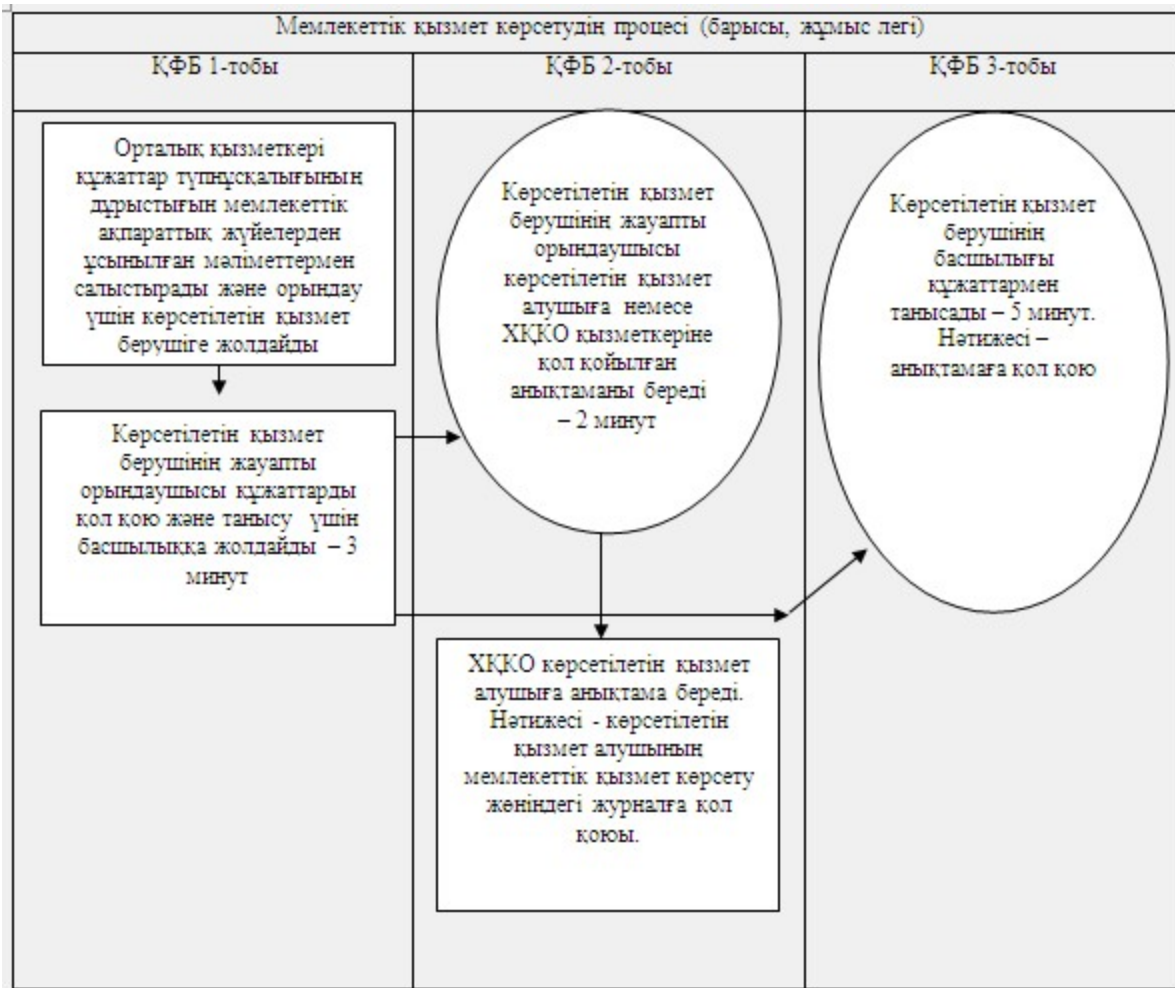 Мемлекеттік қызмет көрсетудің процесі (барысы, жұмыс легі)
ҚФБ 1-тобы
ҚФБ 2-тобы
ҚФБ 3-тобы
Орталық қызметкері
құжаттар түпнұсқалығының
дұрыстығын мемлекеттік
ақпараттық жүйелерден
ұсынылған мәліметтермен
салыстырады және орындау
үшін көрсетілетін қызмет
берушіге жолдайды
Көрсетілетін қызмет
берушінің жауапты
орындаушысы құжаттарды
қол қою және танысу үшін
басшылыққа жолдайды – 3
минут
Көрсетілетін қызмет
берушінің жауапты
орындаушысы
көрсетілетін қызмет
алушыға немесе
ХҚКО қызметкеріне
қол қойылған
анықтаманы береді
– 2 минут
ХҚКО көрсетілетін қызмет
алушыға анықтама береді.
Нәтижесі - көрсетілетін
қызмет алушының
мемлекеттік қызмет көрсету
жөніндегі журналға қол
қоюы.
Көрсетілетін қызмет
берушінің
басшылығы
құжаттармен
танысады – 5 минут.
Нәтижесі –
анықтамаға қол қою